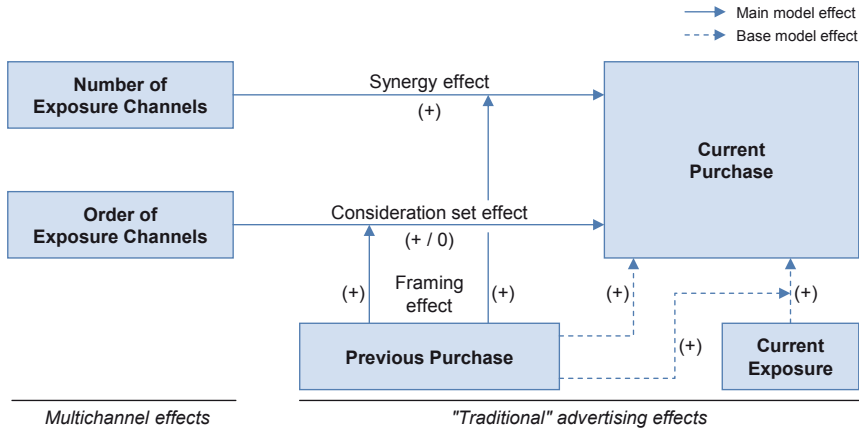 Main model effect
Base model effect
Number of
Exposure Channels
Synergy effect
(+)
Current
Purchase
Order of
Exposure Channels
Consideration set effect
(+ / 0)
(+)
Framing
effect
(+)
(+)
(+)
(+)
Previous Purchase
Current
Exposure
Multichannel effects
"Traditional" advertising effects